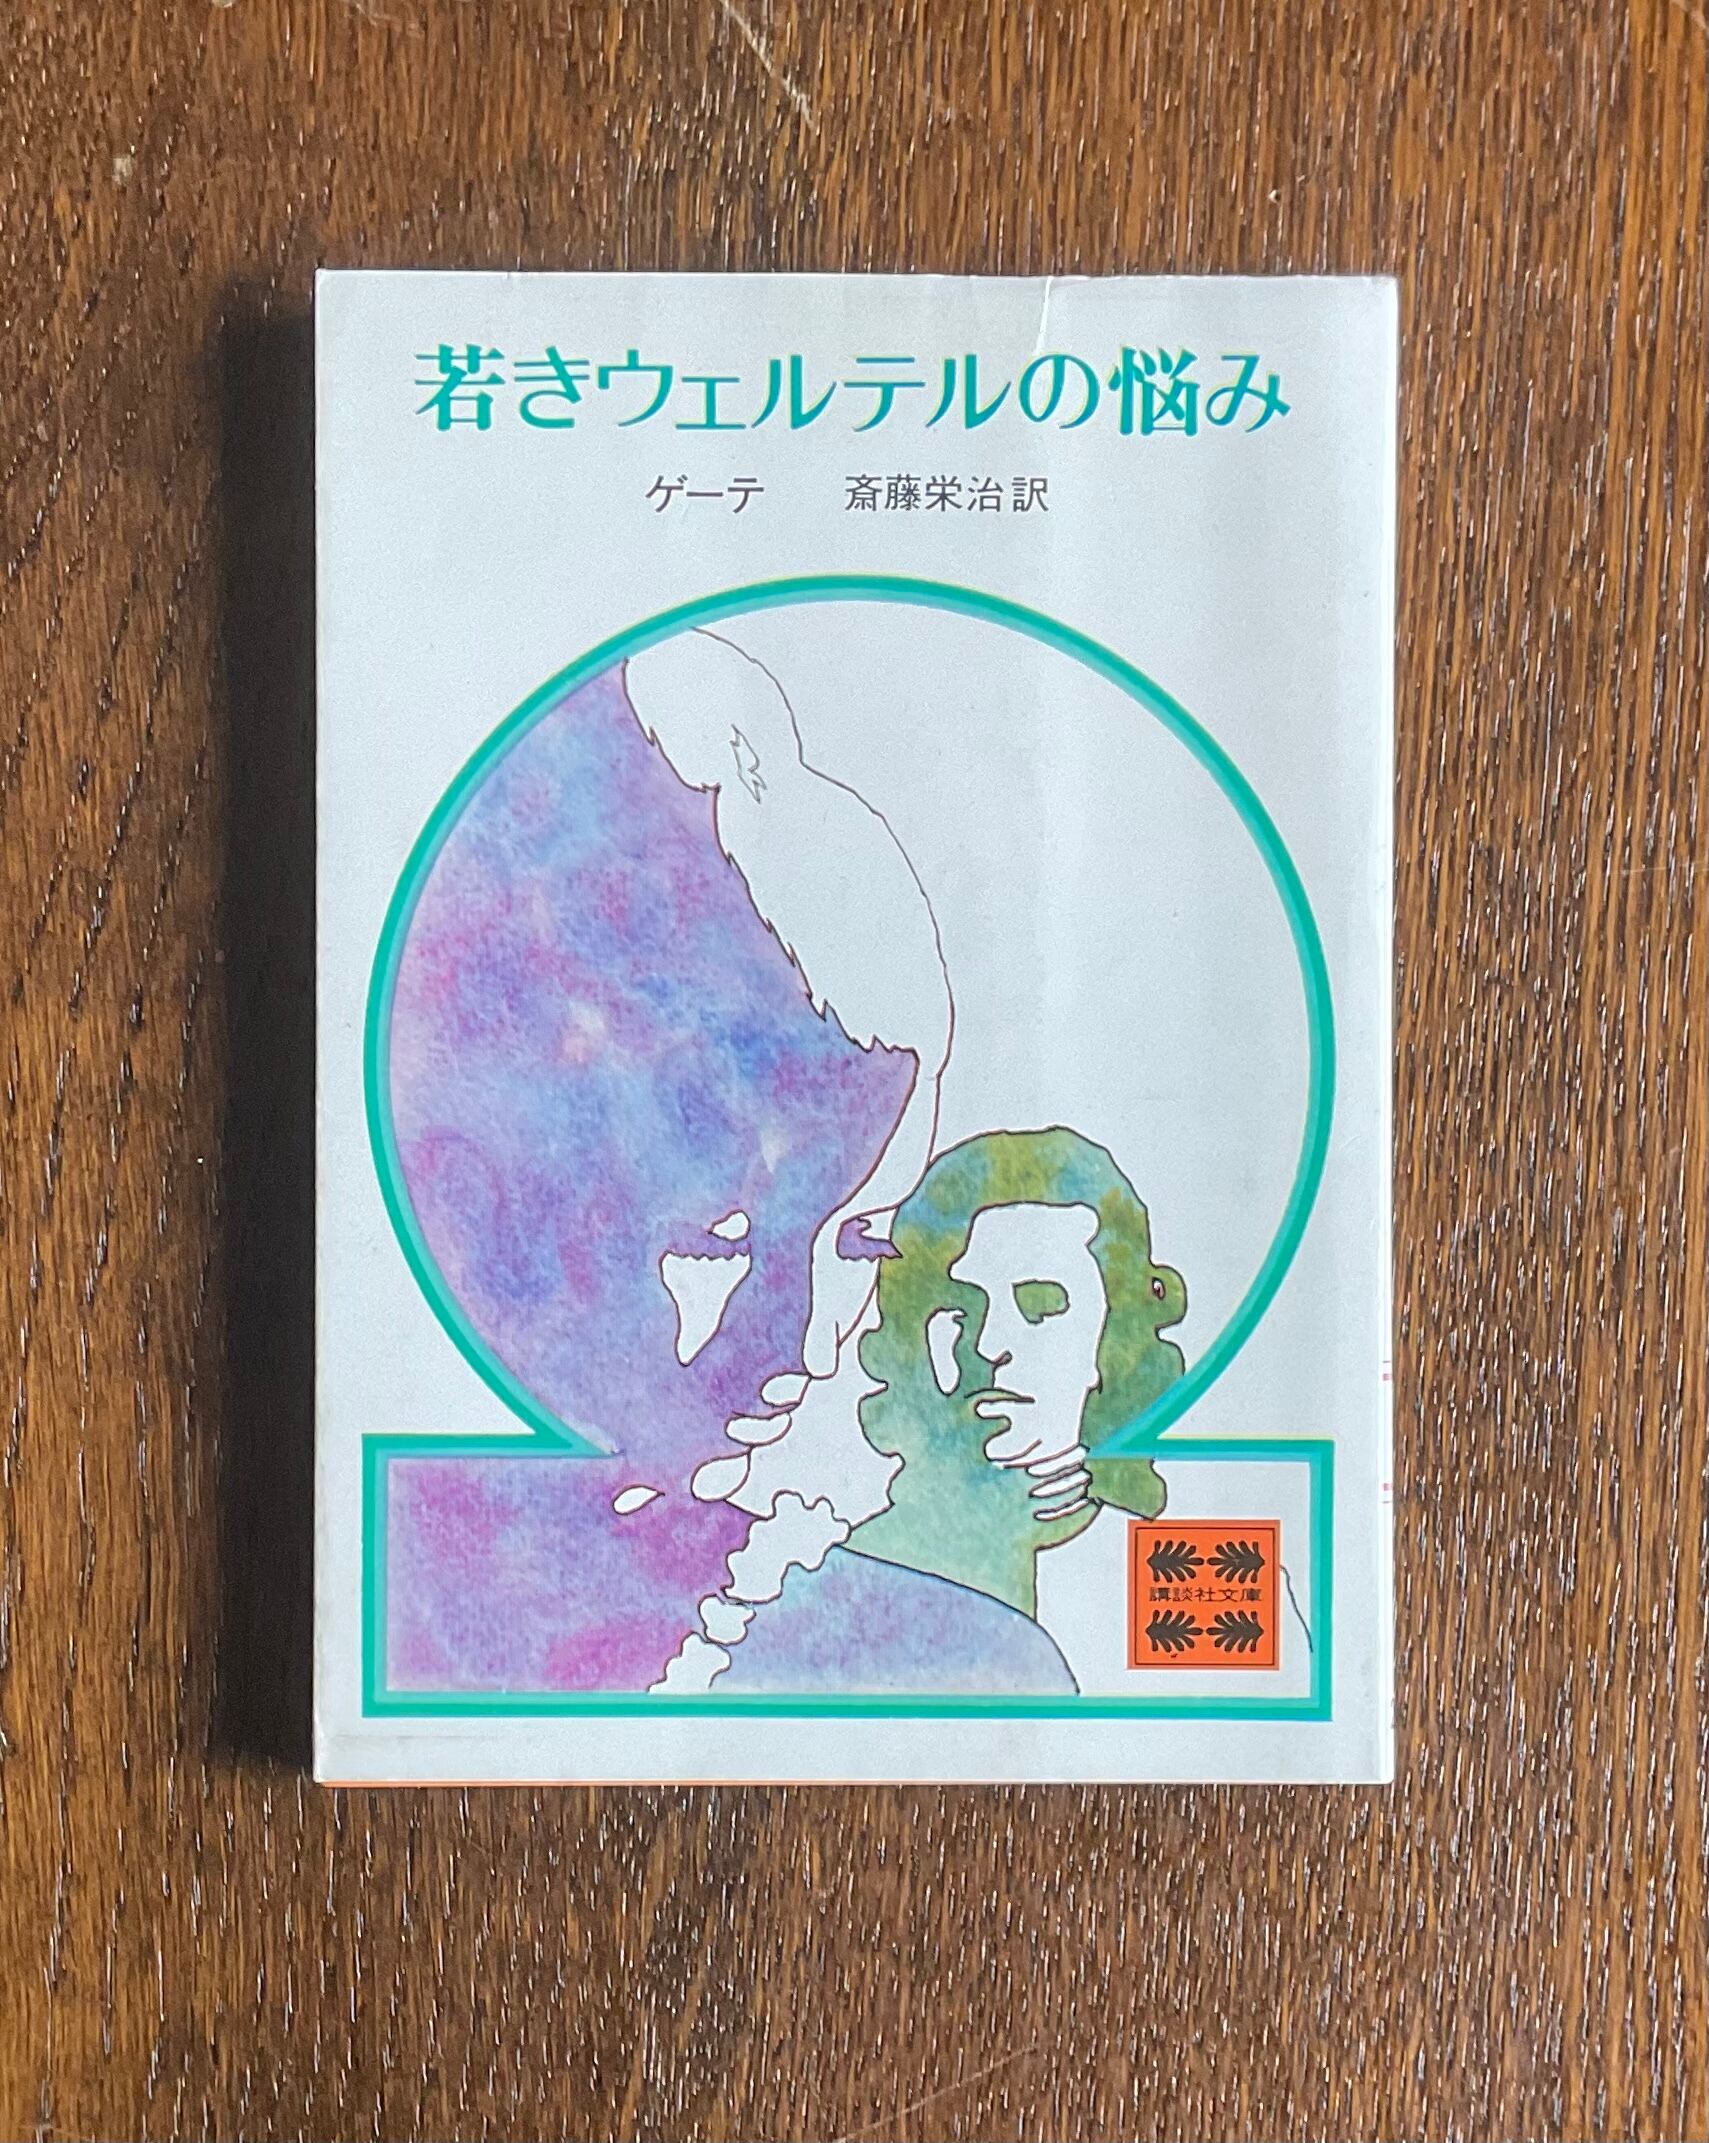 若きウェルテルの悩み
ゲーテ　斎藤栄治訳
講談社文庫